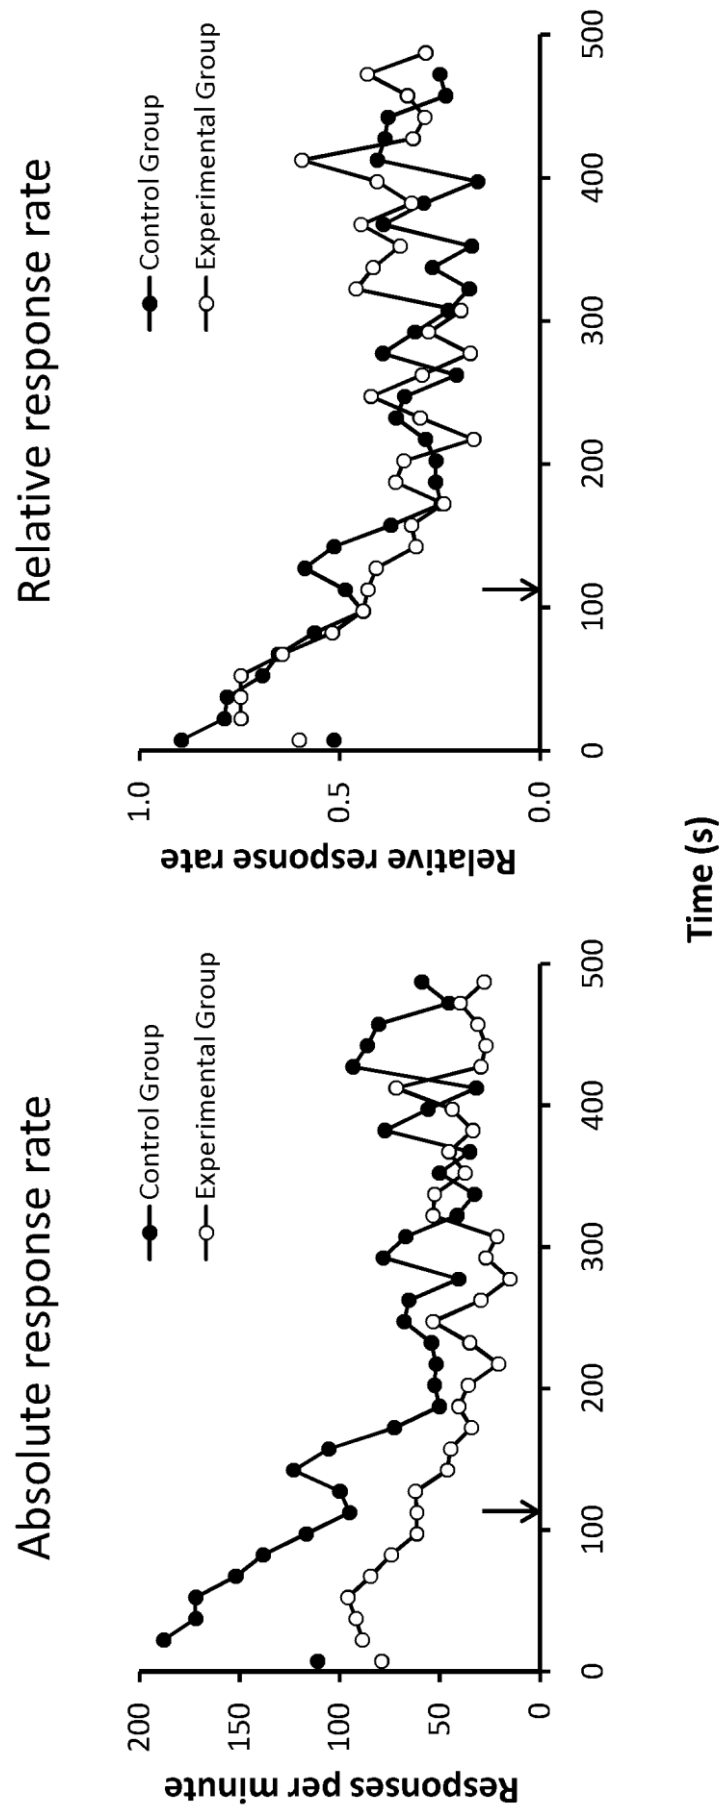 Absolute response rate
Control Group
Experimental Group
Responses per minute
200
150
100
50
0
0
100
200
300
400
500
Relative response rate
Control Group
Experimental Group
Relative response rate
1.0
0.5
0.0
0
100
200
300
400
500
Time (s)